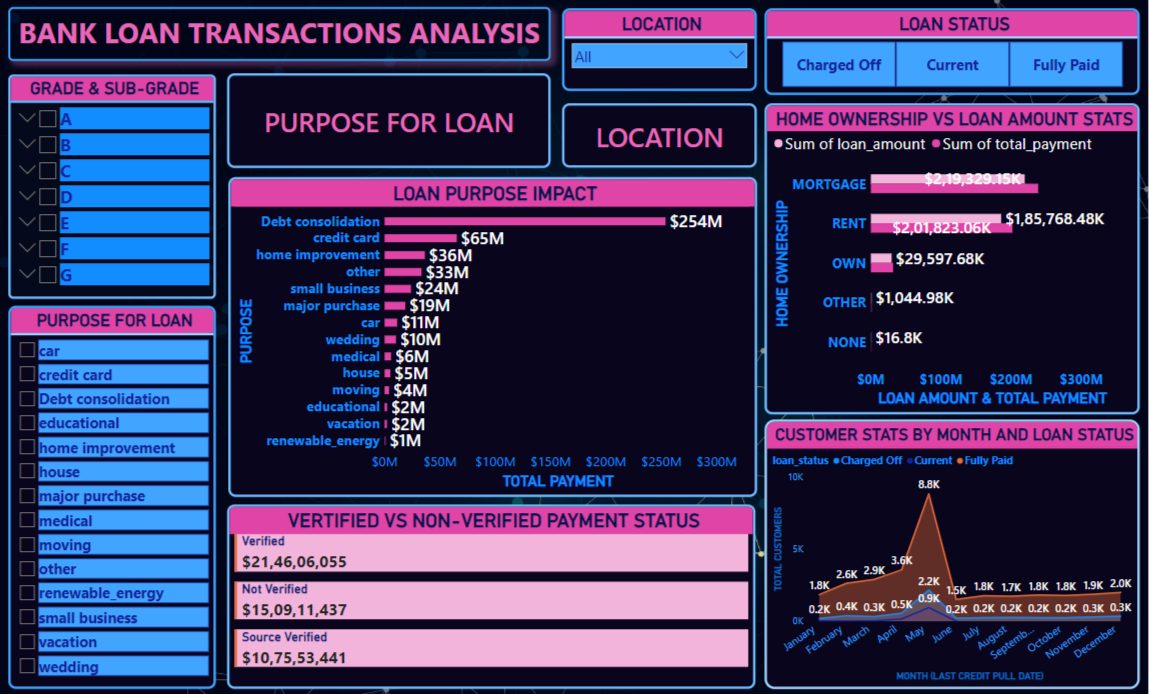 BANK LOAN TRANSACTIONS ANALYSIS
LOCATION
All
LOAN STATUS
Charged Off
Current
Fully Paid
GRADE & SUB-GRADE
A
B
C
D
E
F
G
PURPOSE FOR LOAN
LOCATION
PURPOSE FOR LOAN
car
credit card
Debt consolidation
educational
home improvement
house
major purchase
medical
moving
other
renewable_energy
small business
vacation
wedding
LOAN PURPOSE IMPACT
PURPOSE
Debt consolidation $254M
credit card $65M
home improvement $36M
other $33M
small business $24M
major purchase $19M
car $11M
wedding $10M
medical $6M
house $5M
moving $4M
educational $2M
vacation $2M
renewable_energy $1M
$0M $50M $100M $150M $200M $250M $300M
TOTAL PAYMENT
VERTIFIED VS NON-VERIFIED PAYMENT STATUS
Verified
$21,46,06,055
Not Verified
$15,09,11,437
Source Verified
$10,75,53,441
HOME OWNERSHIP VS LOAN AMOUNT STATS
Sum of loan_amount Sum of total_payment
HOME OWNERSHIP
MORTGAGE $2,19,329.15K
RENT $1,85,768.48K
$2,01,823.06K
OWN $29,597.68K
OTHER $1,044.98K
NONE $16.8K
$0M $100M $200M $300M
LOAN AMOUNT & TOTAL PAYMENT
CUSTOMER STATS BY MONTH AND LOAN STATUS
loan_status Charged Off Current Fully Paid
TOTAL CUSTOMERS
10K
5K
0K
1.8K 2.6K 2.9K 3.6K 8.8K 1.5K 1.8K 1.7K 1.8K 1.8K 1.9K 2.0K
0.2K 0.4K 0.3K 0.5K 2.2K 0.2K 0.2K 0.2K 0.2K 0.2K 0.3K 0.3K
0.9K
January February March April May June July August Septemb... October November December
MONTH (LAST CREDIT PULL DATE)